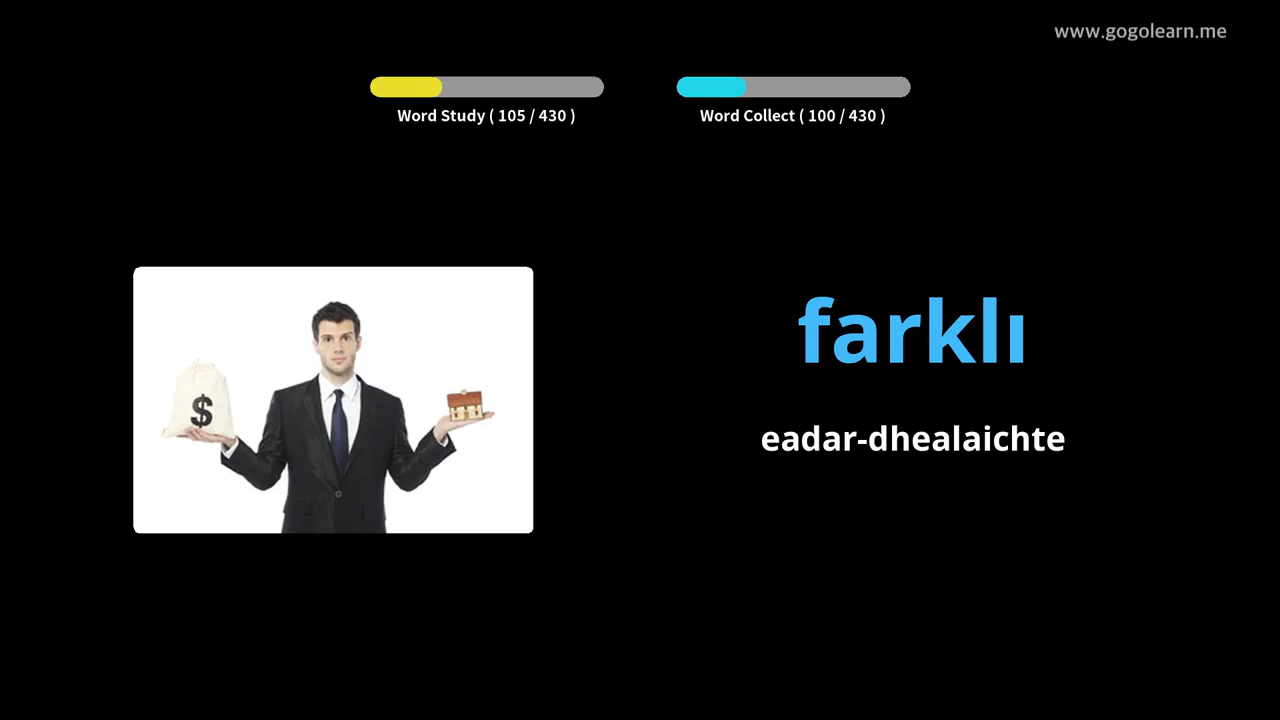 www.gogolearn.me
Word Study ( 105 / 430 )
Word Collect ( 100 / 430 )
farklı
$
eadar-dhealaichte